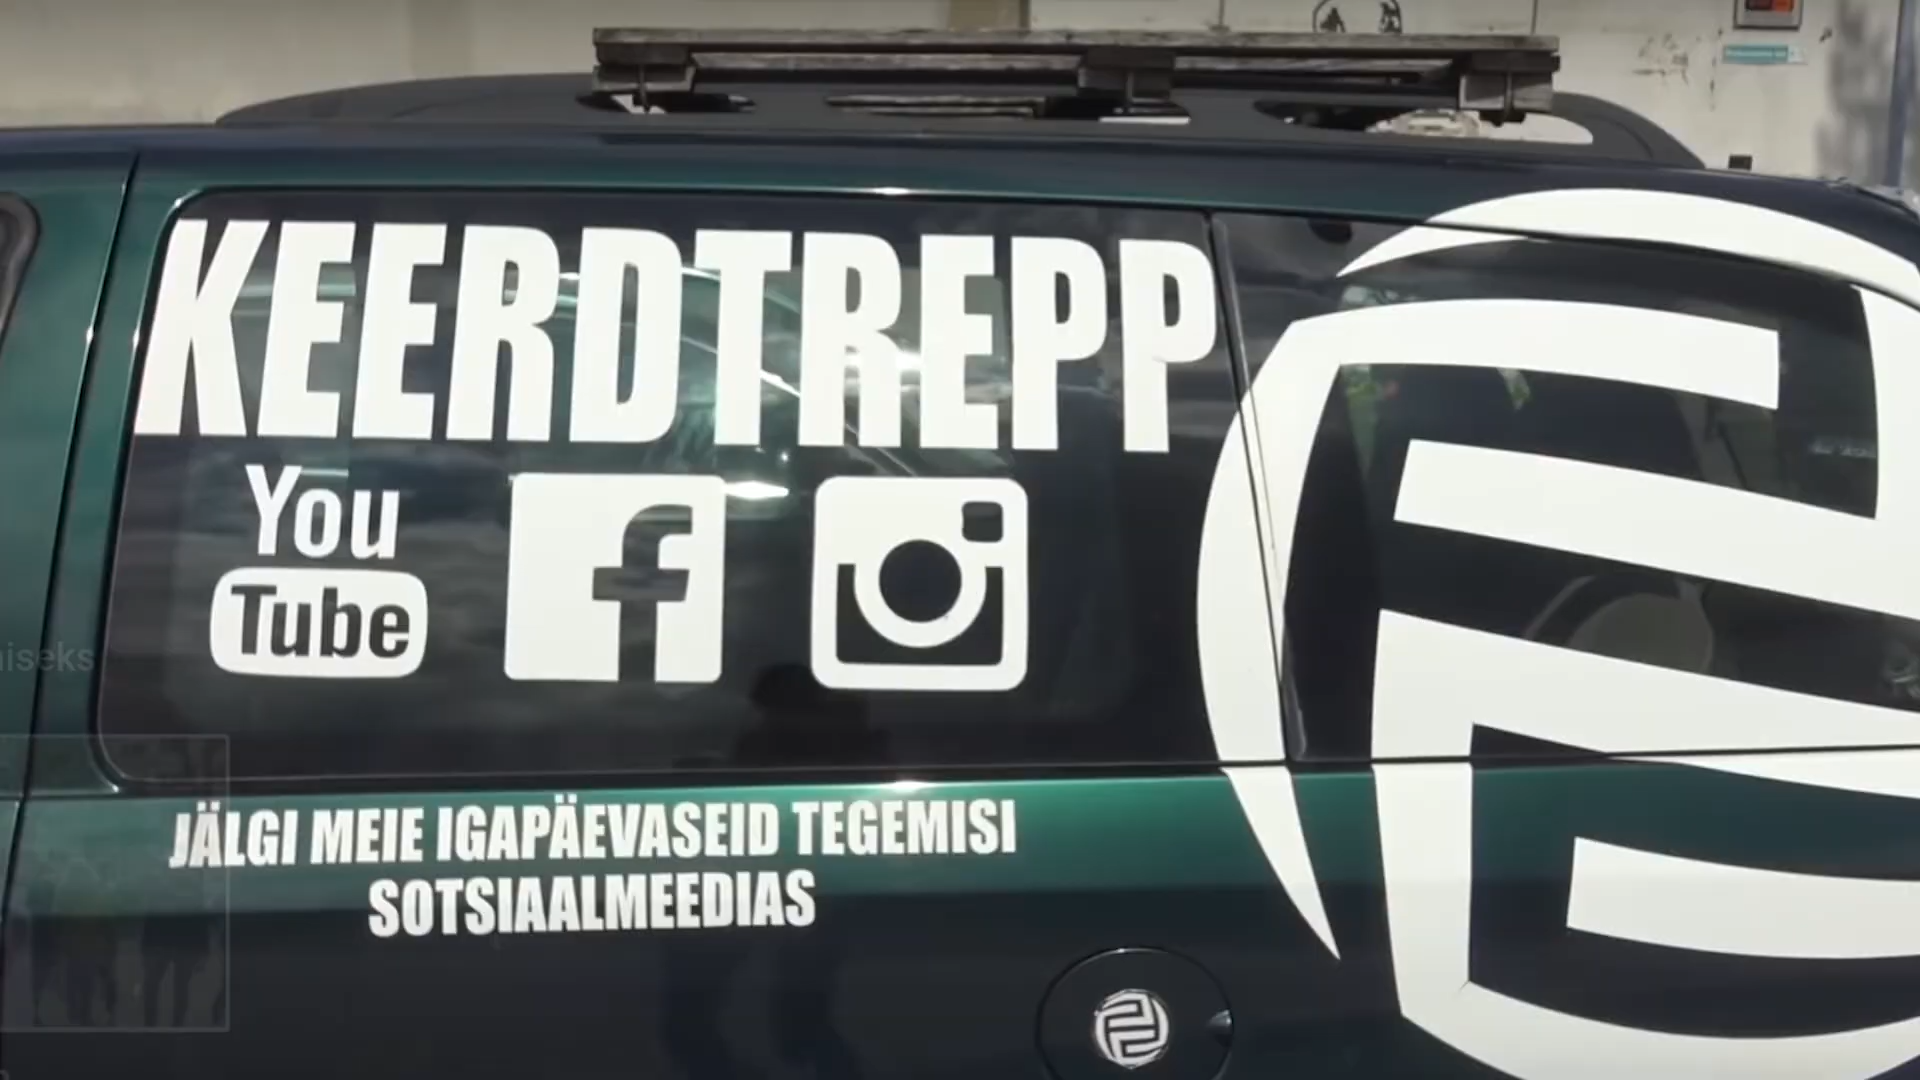 KEERDTREPP
You
Tube
JÄLGI MEIE IGAPÄEVASEID TEGEMISI
SOTSIAALMEEDIAS